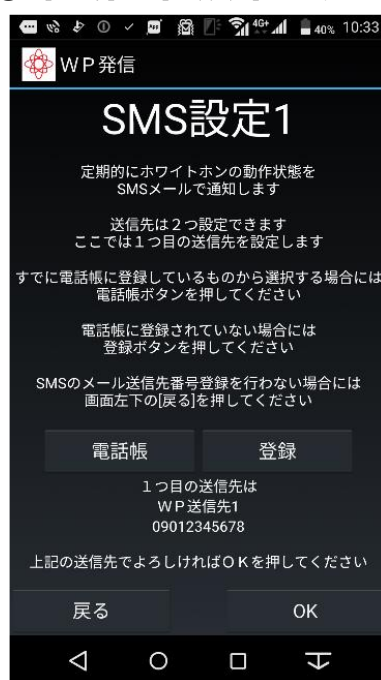 4G+ 40% 10:33
WP発信
SMS設定1
定期的にホワイトホンの動作状態を
SMSメールで通知します
送信先は2つ設定できます
ここでは1つ目の送信先を設定します
すでに電話帳に登録しているものから選択する場合には
電話帳ボタンを押してください
電話帳に登録されていない場合には
登録ボタンを押してください
SMSのメール送信先番号登録を行わない場合には
画面左下の[戻る]を押してください
電話帳 登録
1つ目の送信先は
WP送信先1
09012345678
上記の送信先でよろしければOKを押してください
戻る OK